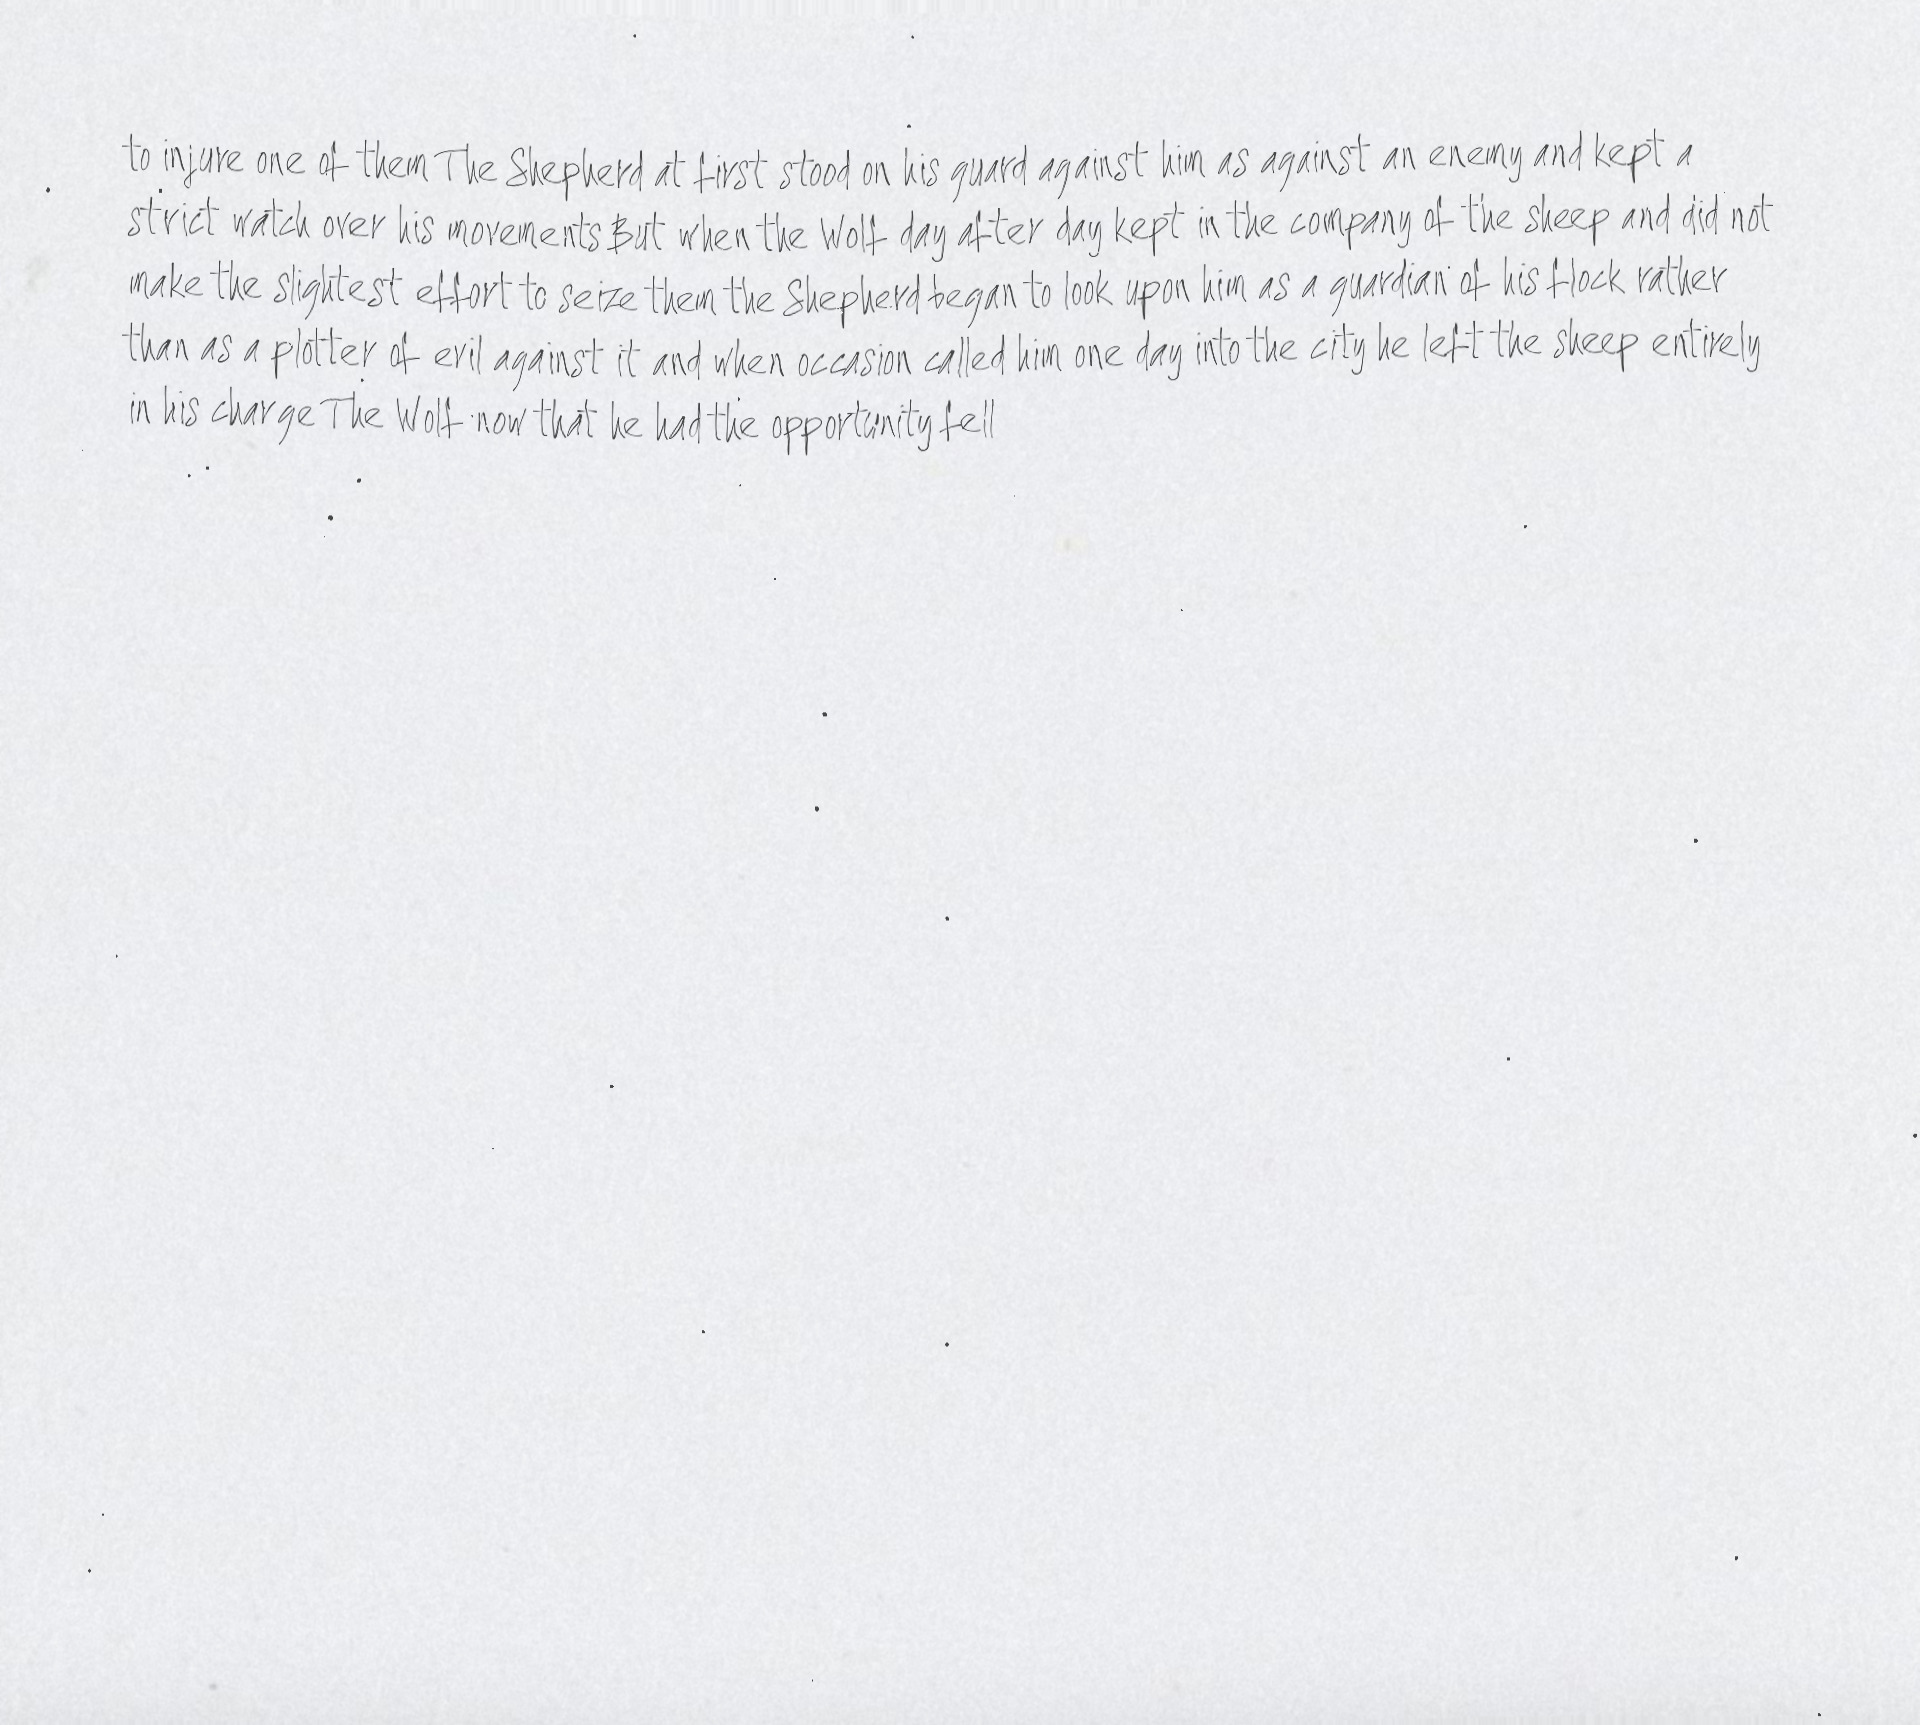 to injure one of them The Shepherd at first stood on his guard against him as against an enemy and kept a
strict watch over his movements But when the Wolf day after day kept in the company of the sheep and did not
make the slightest effort to seize them the Shepherd began to look upon him as a guardian of his flock rather
than as a plotter of evil against it and when occasion called him one day into the city he left the sheep entirely
in his charge The Wolf now that he had the opportunity fell